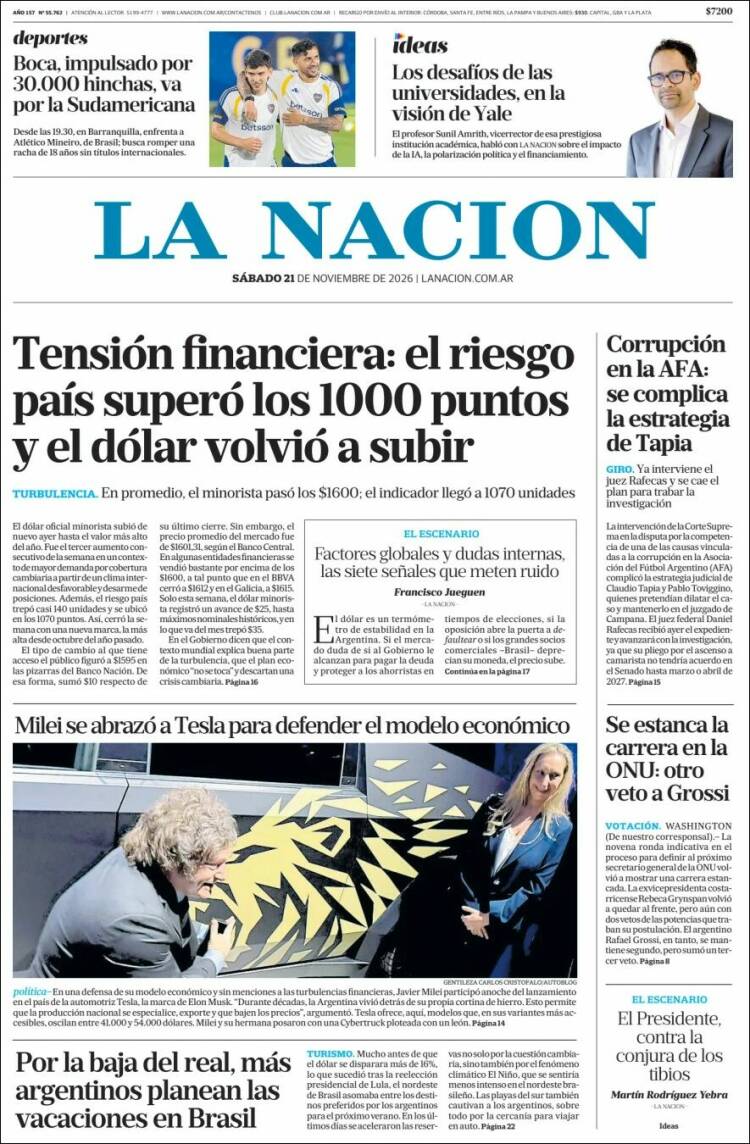 AÑO 157 Nº 55.762 | ATENCIÓN AL LECTOR 5199-4777 | WWW.LANACION.COM.AR/CONTACTENOS | CLUB.LANACION.COM.AR | RECARGO POR ENVÍO AL INTERIOR: CÓRDOBA, SANTA FE, ENTRE RÍOS, LA PAMPA Y BUENOS AIRES: $930. CAPITAL, GBA Y LA PLATA
$7200
deportes
Boca, impulsado por
30.000 hinchas, va
por la Sudamericana
Desde las 19.30, en Barranquilla, enfrenta a
Atlético Mineiro, de Brasil; busca romper una
racha de 18 años sin títulos internacionales.
betsson
betsson
ideas
Los desafíos de las
universidades, en la
visión de Yale
El profesor Sunil Amrith, vicerrector de esa prestigiosa
institución académica, habló con LA NACION sobre el impacto
de la IA, la polarización política y el financiamiento.
LA NACION
SÁBADO 21 DE NOVIEMBRE DE 2026 | LANACION.COM.AR
Tensión financiera: el riesgo
país superó los 1000 puntos
y el dólar volvió a subir
TURBULENCIA. En promedio, el minorista pasó los $1600; el indicador llegó a 1070 unidades
El dólar oficial minorista subió de
nuevo ayer hasta el valor más alto
del año. Fue el tercer aumento con-
secutivo de la semana en un contex-
to de mayor demanda por cobertura
cambiaria a partir de un clima inter-
nacional desfavorable y desarme de
posiciones. Además, el riesgo país
trepó casi 140 unidades y se ubicó
en los 1070 puntos. Así, cerró la se-
mana con una nueva marca, la más
alta desde octubre del año pasado.
El tipo de cambio al que tiene
acceso el público figuró a $1595 en
las pizarras del Banco Nación. De
esa forma, sumó $10 respecto de
su último cierre. Sin embargo, el
precio promedio del mercado fue
de $1601,31, según el Banco Central.
En algunas entidades financieras se
vendió bastante por encima de los
$1600, a tal punto que en el BBVA
cerró a $1612 y en el Galicia, a $1615.
Solo esta semana, el dólar minoris-
ta registró un avance de $25, hasta
máximos nominales históricos, y en
lo que va del mes trepó $35.
En el Gobierno dicen que el con-
texto mundial explica buena parte
de la turbulencia, que el plan econó-
mico "no se toca" y descartan una
crisis cambiaria. Página 16
EL ESCENARIO
Factores globales y dudas internas,
las siete señales que meten ruido
Francisco Jueguen
—LA NACION—
El dólar es un termóme-
tro de estabilidad en la
Argentina. Si el merca-
do duda de si al Gobierno le
alcanzan para pagar la deuda
y proteger a los ahorristas en
tiempos de elecciones, si la
oposición abre la puerta a de-
faultear o si los grandes socios
comerciales –Brasil– depre-
cian su moneda, el precio sube.
Continúa en la página 17
Corrupción
en la AFA:
se complica
la estrategia
de Tapia
GIRO. Ya interviene el
juez Rafecas y se cae el
plan para trabar la
investigación
La intervención de la Corte Supre-
ma en la disputa por la competen-
cia de una de las causas vincula-
das a la corrupción en la Asocia-
ción del Fútbol Argentino (AFA)
complicó la estrategia judicial de
Claudio Tapia y Pablo Toviggino,
quienes pretendían dilatar el ca-
so y mantenerlo en el juzgado de
Campana. El juez federal Daniel
Rafecas recibió ayer el expedien-
te y avanzará con la investigación,
ya que su pliego por el ascenso a
camarista no tendría acuerdo en
el Senado hasta marzo o abril de
2027. Página 15
Milei se abrazó a Tesla para defender el modelo económico
GENTILEZA CARLOS CRISTOFALO/AUTOBLOG
política – En una defensa de su modelo económico y sin menciones a las turbulencias financieras, Javier Milei participó anoche del lanzamiento
en el país de la automotriz Tesla, la marca de Elon Musk. "Durante décadas, la Argentina vivió detrás de su propia cortina de hierro. Esto permite
que la producción nacional se especialice, exporte y que bajen los precios", argumentó. Tesla ofrece, aquí, modelos que, en sus variantes más ac-
cesibles, oscilan entre 41.000 y 54.000 dólares. Milei y su hermana posaron con una Cybertruck ploteada con un león. Página 14
Se estanca la
carrera en la
ONU: otro
veto a Grossi
VOTACIÓN. WASHINGTON
(De nuestro corresponsal).– La
novena ronda indicativa en el
proceso para definir al próximo
secretario general de la ONU vol-
vió a mostrar una carrera estan-
cada. La exvicepresidenta costa-
rricense Rebeca Grynspan volvió
a quedar al frente, pero aún con
dos vetos de las potencias que tra-
ban su postulación. El argentino
Rafael Grossi, en tanto, se man-
tiene segundo, pero sumó un ter-
cer veto. Página 8
EL ESCENARIO
El Presidente,
contra la
conjura de los
tibios
Martín Rodríguez Yebra
—LA NACION—
Ideas
Por la baja del real, más
argentinos planean las
vacaciones en Brasil
TURISMO. Mucho antes de que
el dólar se disparara más de 16%,
lo que sucedió tras la reelección
presidencial de Lula, el nordeste
de Brasil asomaba entre los desti-
nos preferidos por los argentinos
para el próximo verano. En los úl-
timos días se aceleraron las reser-
vas no solo por la cuestión cambia-
ria, sino también por el fenómeno
climático El Niño, que se sentiría
menos intenso en el nordeste bra-
sileño. Las playas del sur también
cautivan a los argentinos, sobre
todo por la cercanía para viajar
en auto. Página 22